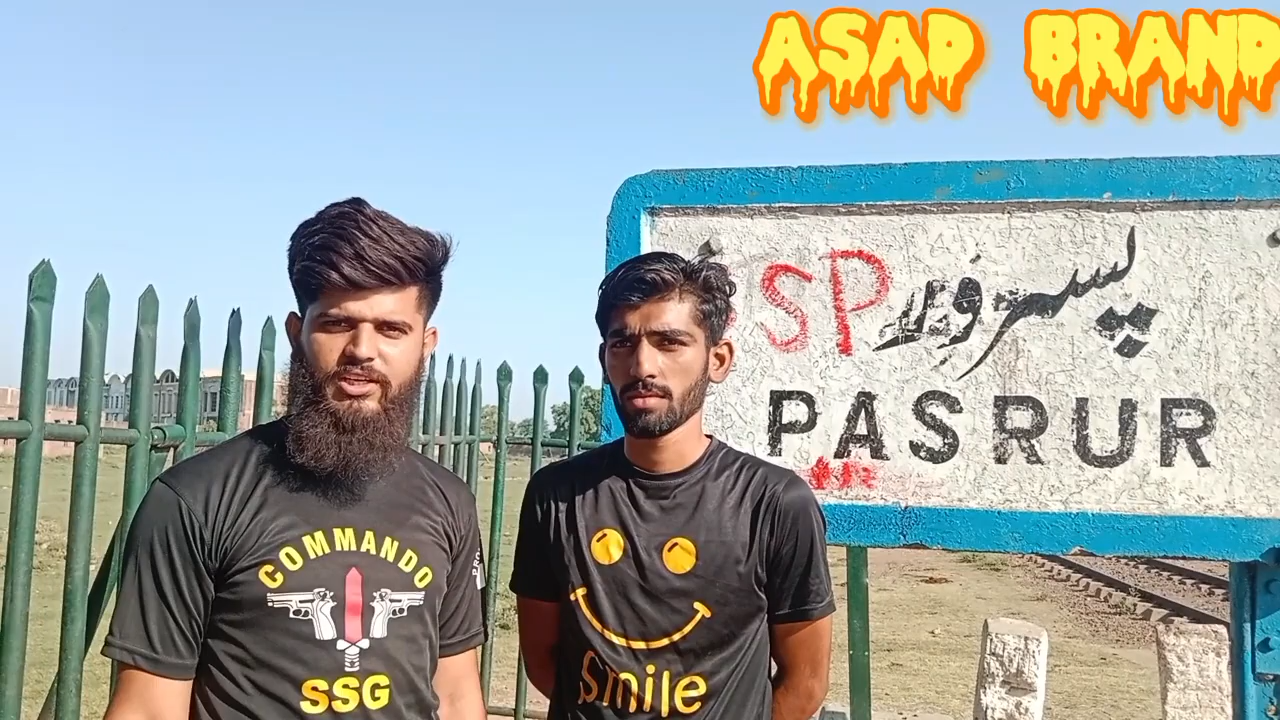 ASAD BRAND
SP
پسرور
PASRUR
COMMANDO
SSG
Smile